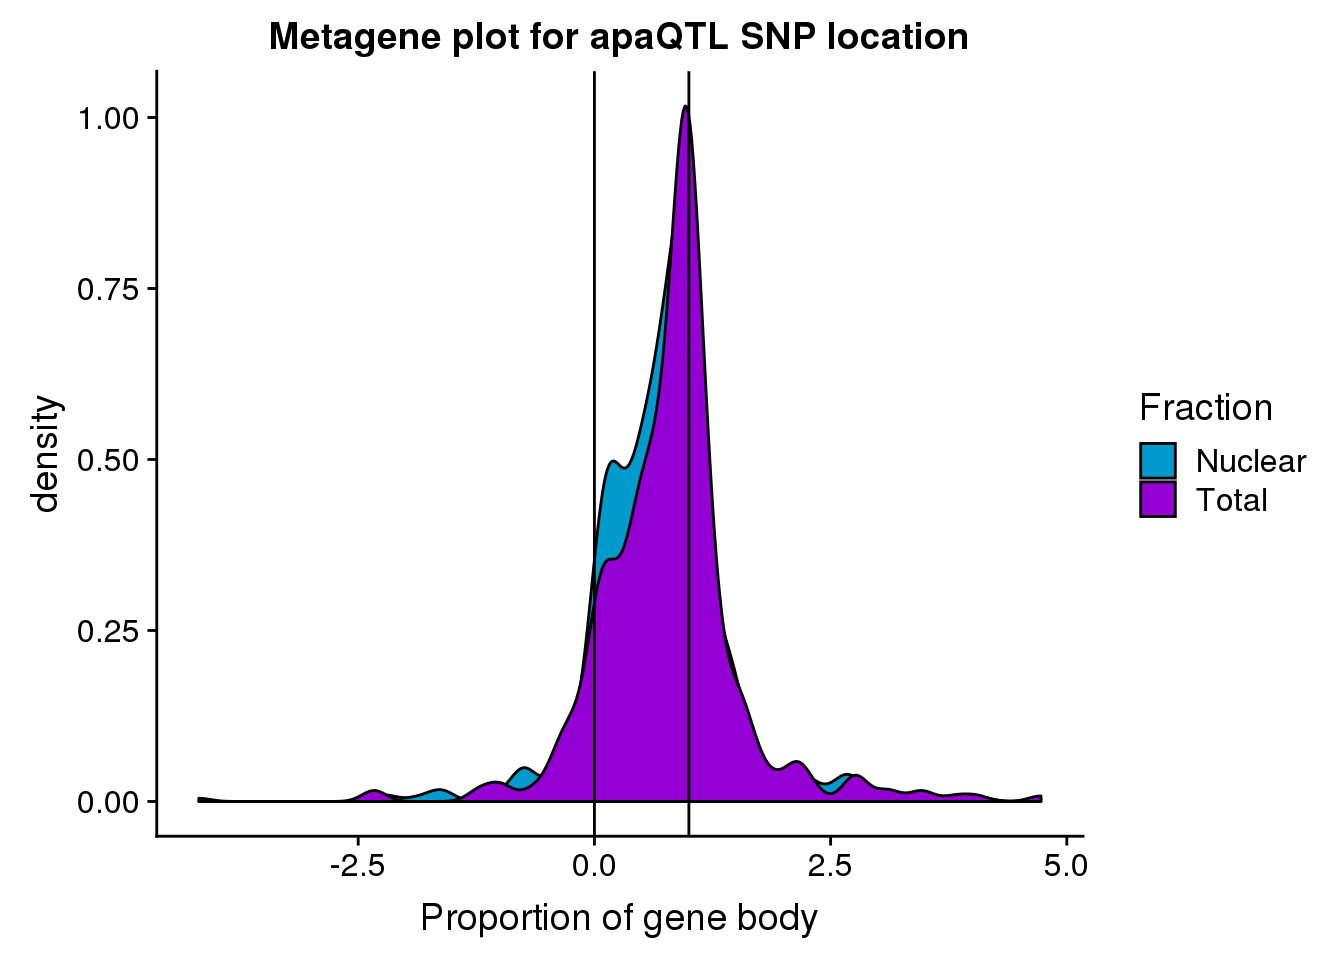 Metagene plot for apaQTL SNP location
1.00
0.75
0.50
0.25
0.00
density
-2.5 0.0 2.5 5.0
Proportion of gene body
Fraction
Nuclear
Total